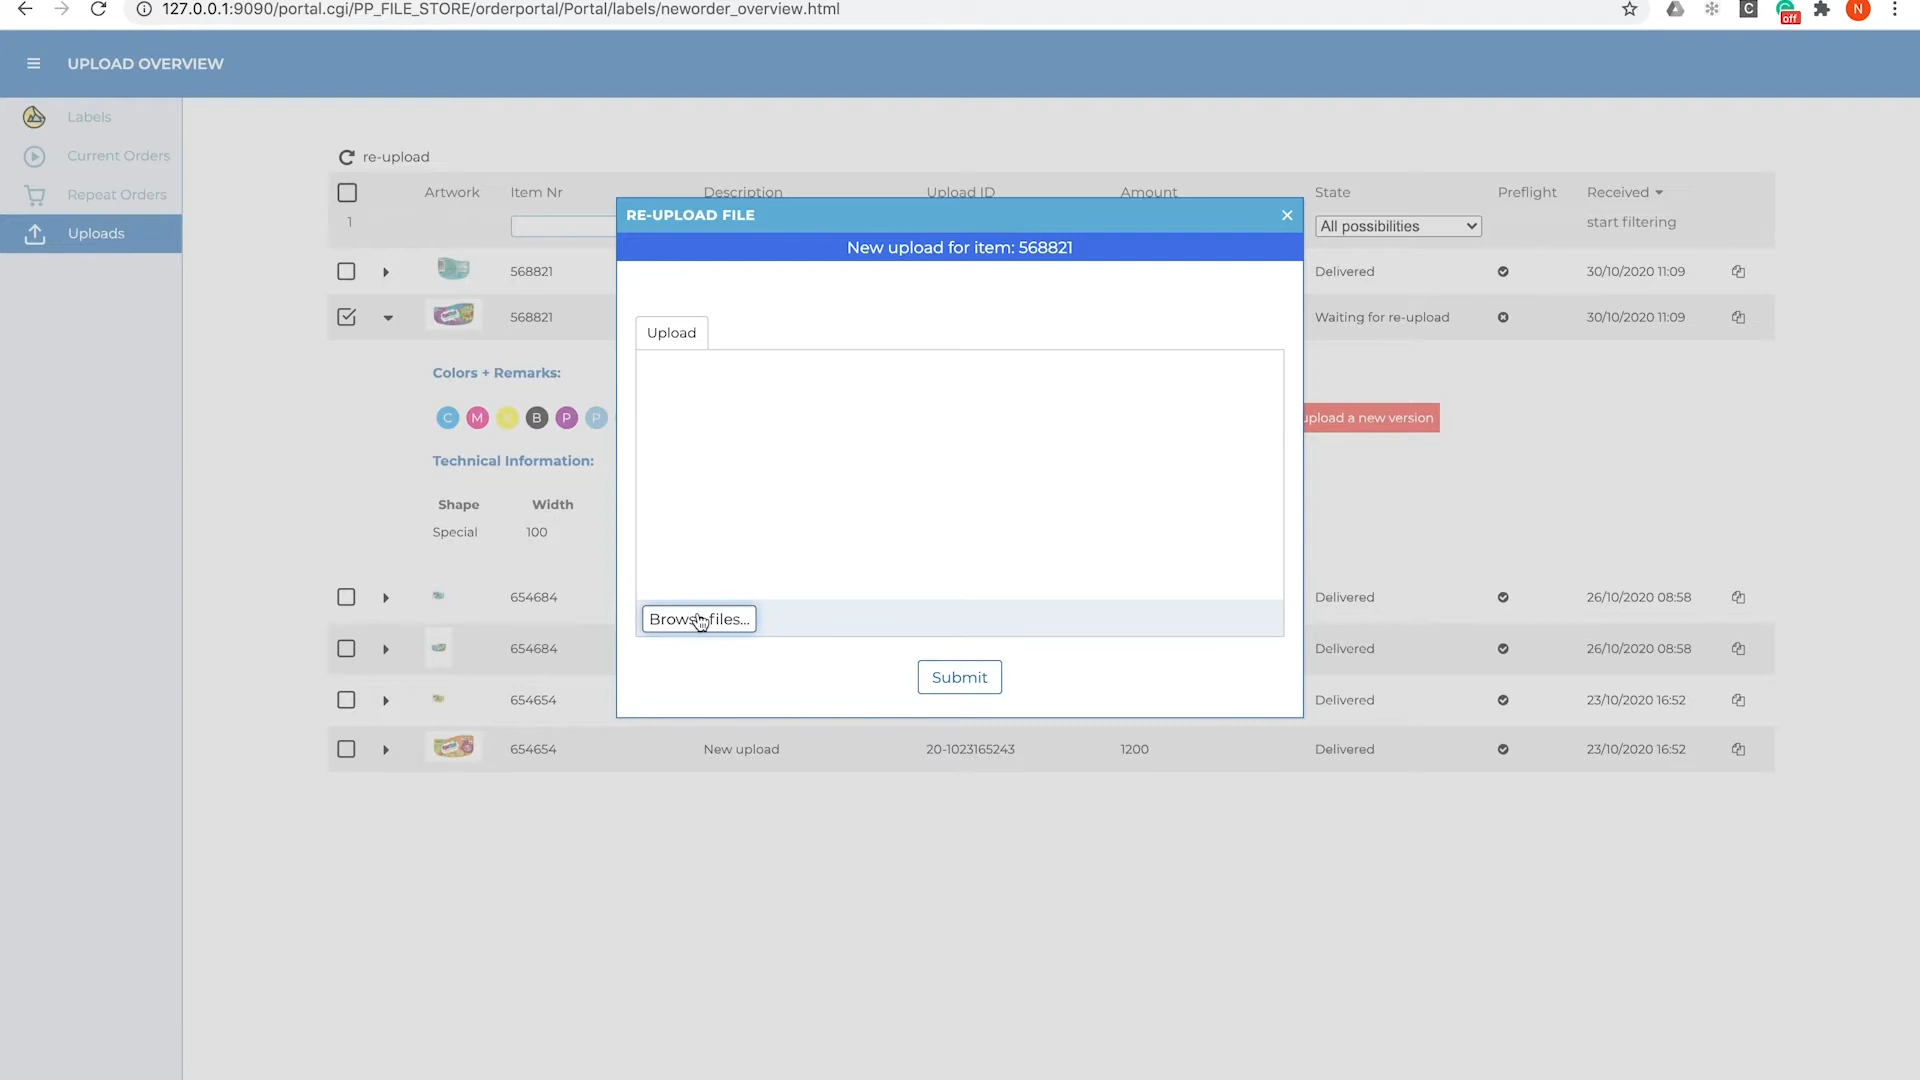 127.0.0.1:9090/portal.cgi/PP_FILE_STORE/orderportal/Portal/labels/neworder_overview.html
C
off
N
UPLOAD OVERVIEW
Labels
Current Orders
Repeat Orders
Uploads
re-upload
Artwork Item Nr Description Upload ID Amount State Preflight Received
1 All possibilities start filtering
RE-UPLOAD FILE
New upload for item: 568821
568821 Delivered 30/10/2020 11:09
568821 Waiting for re-upload 30/10/2020 11:09
Upload
Colors + Remarks:
C M B P P
upload a new version
Technical Information:
Shape Width
Special 100
654684 Delivered 26/10/2020 08:58
Browse files...
654684 Delivered 26/10/2020 08:58
Submit
654654 Delivered 23/10/2020 16:52
654654 New upload 20-1023165243 1200 Delivered 23/10/2020 16:52